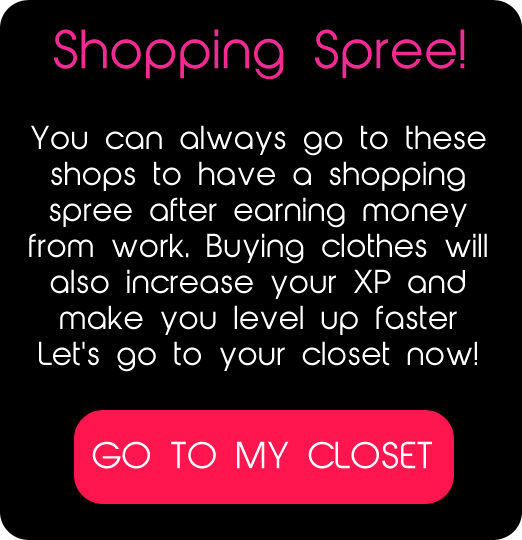 Shopping Spree!
You can always go to these
shops to have a shopping
spree after earning money
from work. Buying clothes will
also increase your XP and
make you level up faster
Let's go to your closet now!
GO TO MY CLOSET